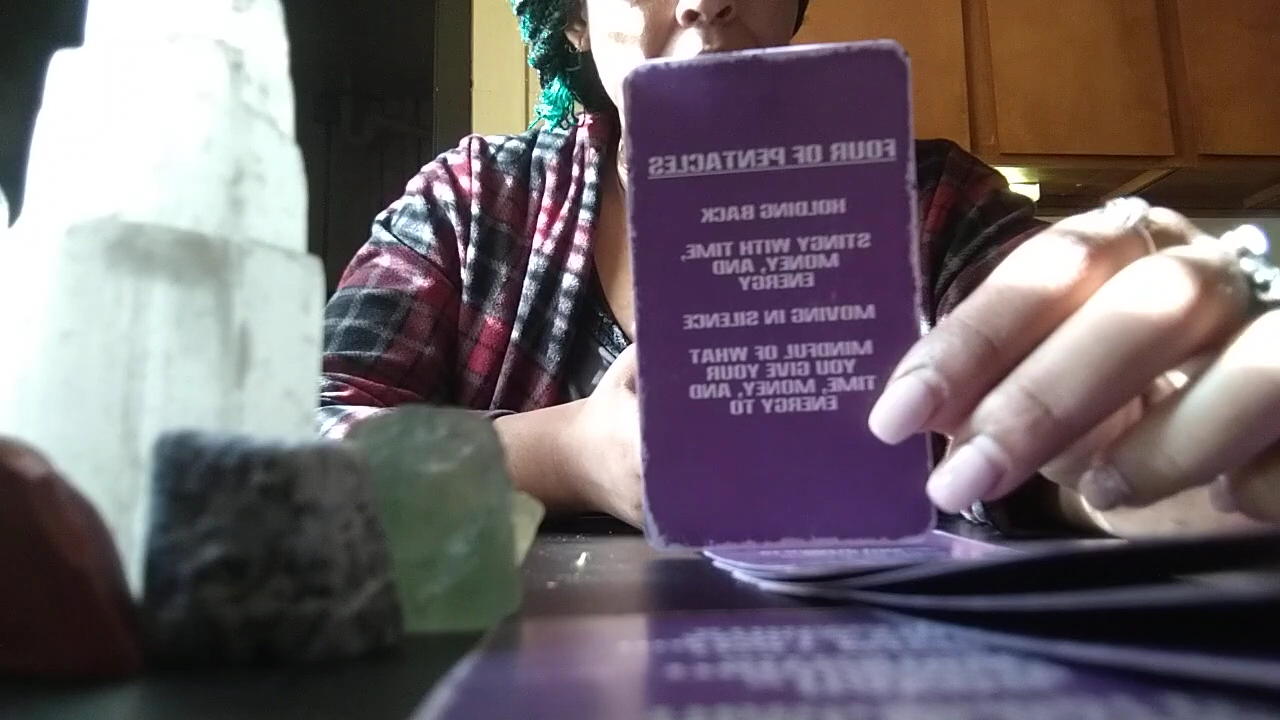 FOUR OF PENTACLES
HOLDING BACK
STINGY WITH TIME,
MONEY, AND
ENERGY
MOVING IN SILENCE
MINDFUL OF WHAT
YOU GIVE YOUR
TIME, MONEY, AND
ENERGY TO